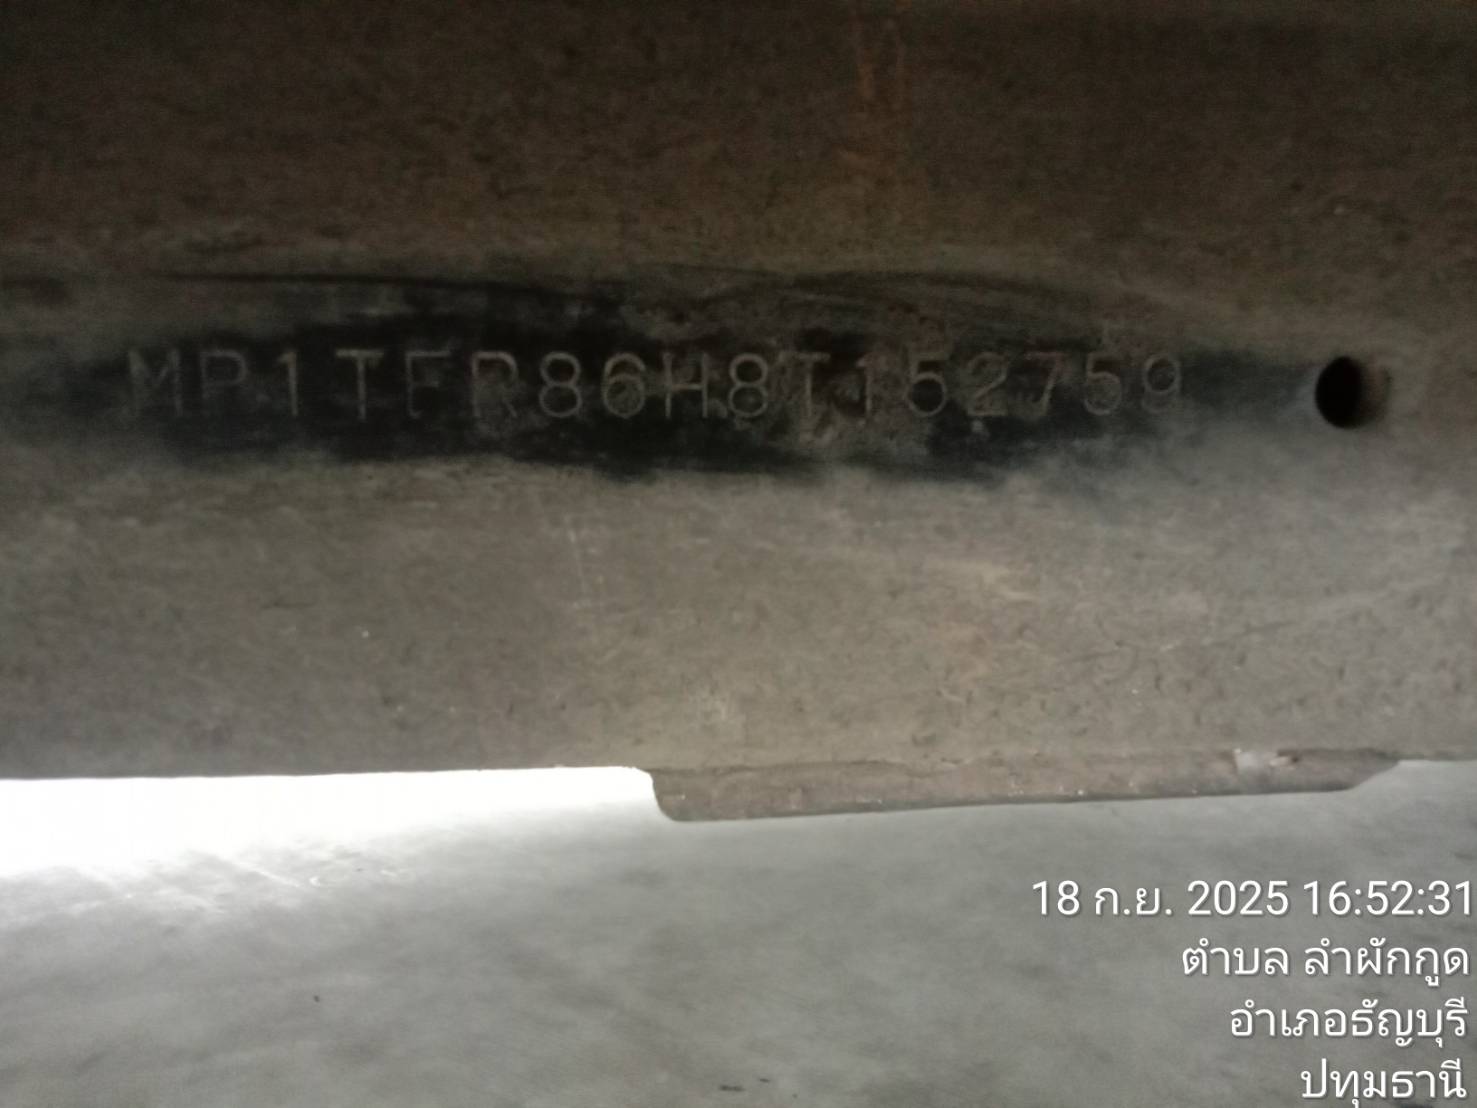 MP1TFR86H8T152759
18 ก.ย. 2025 16:52:31
ตำบล ลำผักกูด
อำเภอธัญบุรี
ปทุมธานี